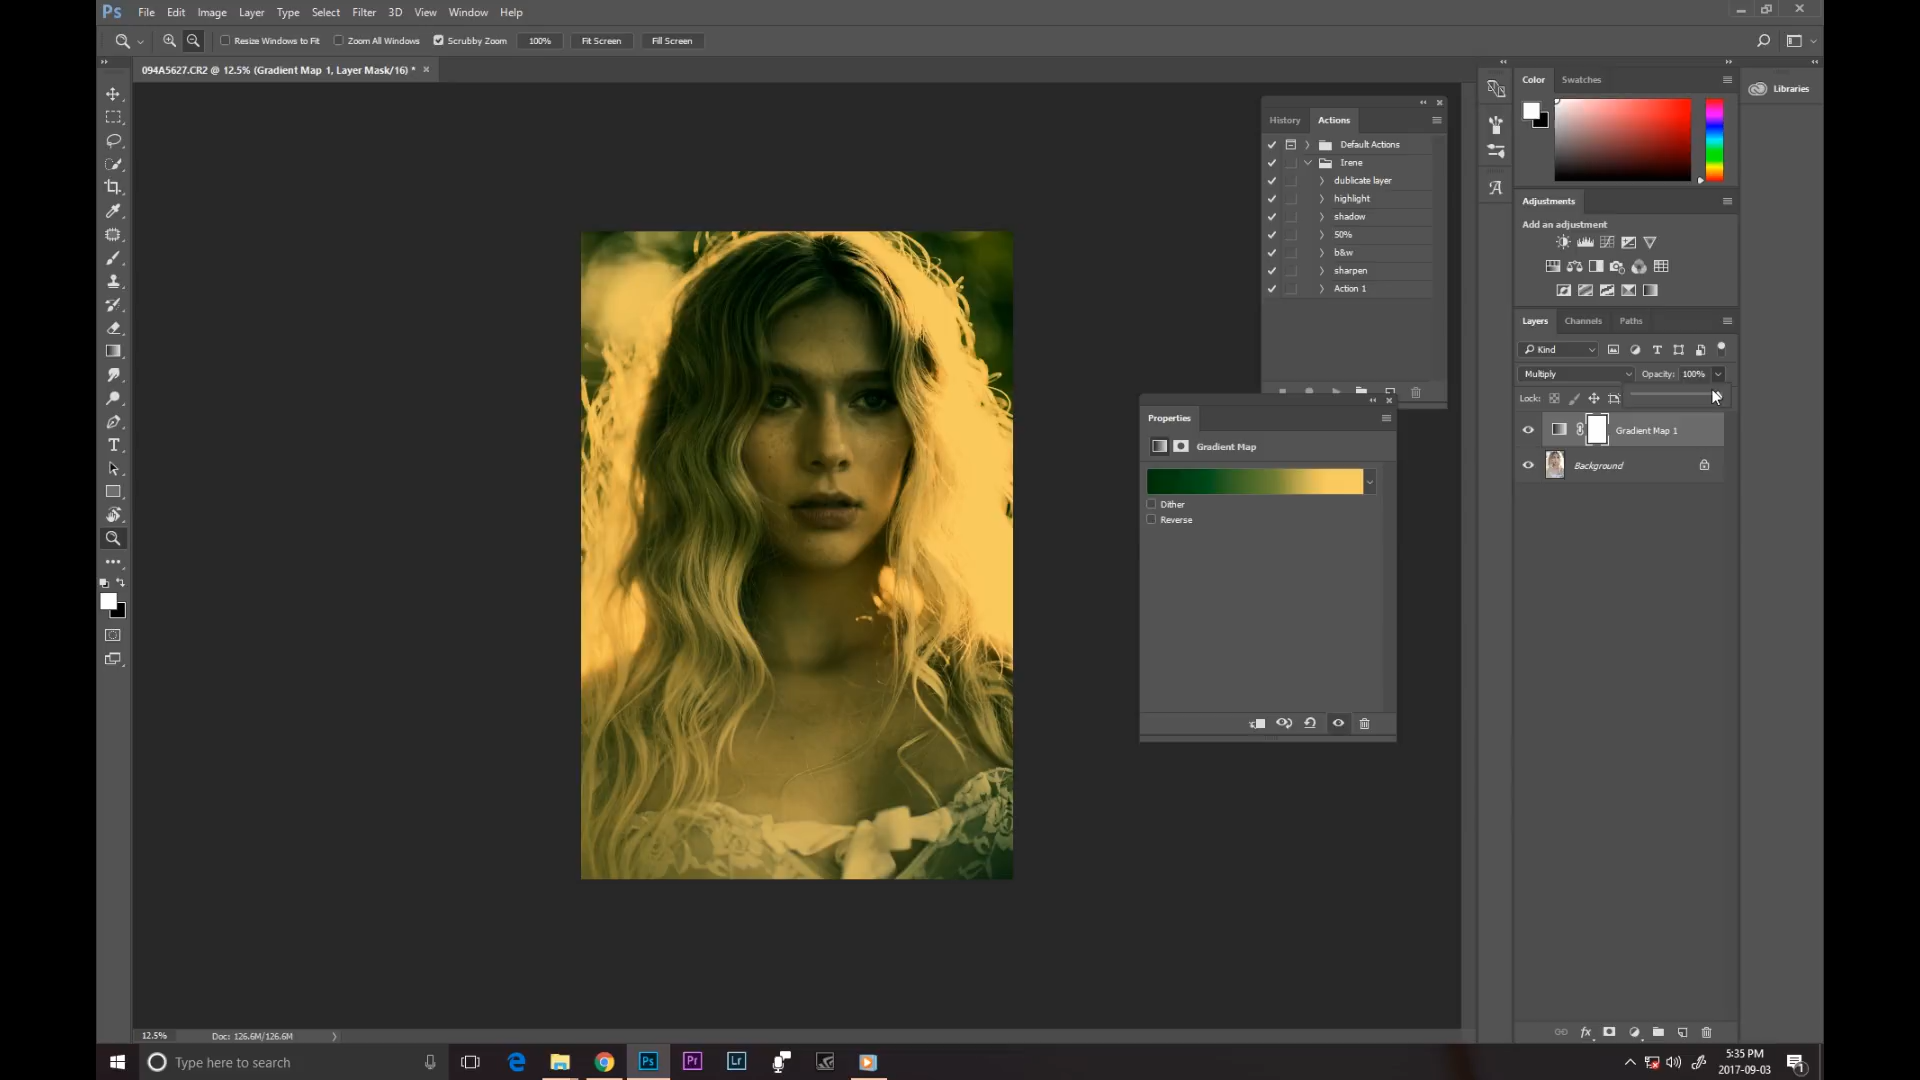 Ps File Edit Image Layer Type Select Filter 3D View Window Help
Resize Windows to Fit Zoom All Windows Scrubby Zoom 100% Fit Screen Fill Screen
094A5627.CR2 @ 12.5% (Gradient Map 1, Layer Mask/16) *
Color Swatches
Libraries
History Actions
Default Actions
Irene
dublicate layer
highlight
shadow
50%
b&w
sharpen
Action 1
Adjustments
Add an adjustment
Layers Channels Paths
Kind
Multiply Opacity: 100%
Lock:
Gradient Map 1
Background
Properties
Gradient Map
Dither
Reverse
12.5% Doc: 126.6M/126.6M
Type here to search
Ps Pr Lr
5:35 PM
2017-09-03
1